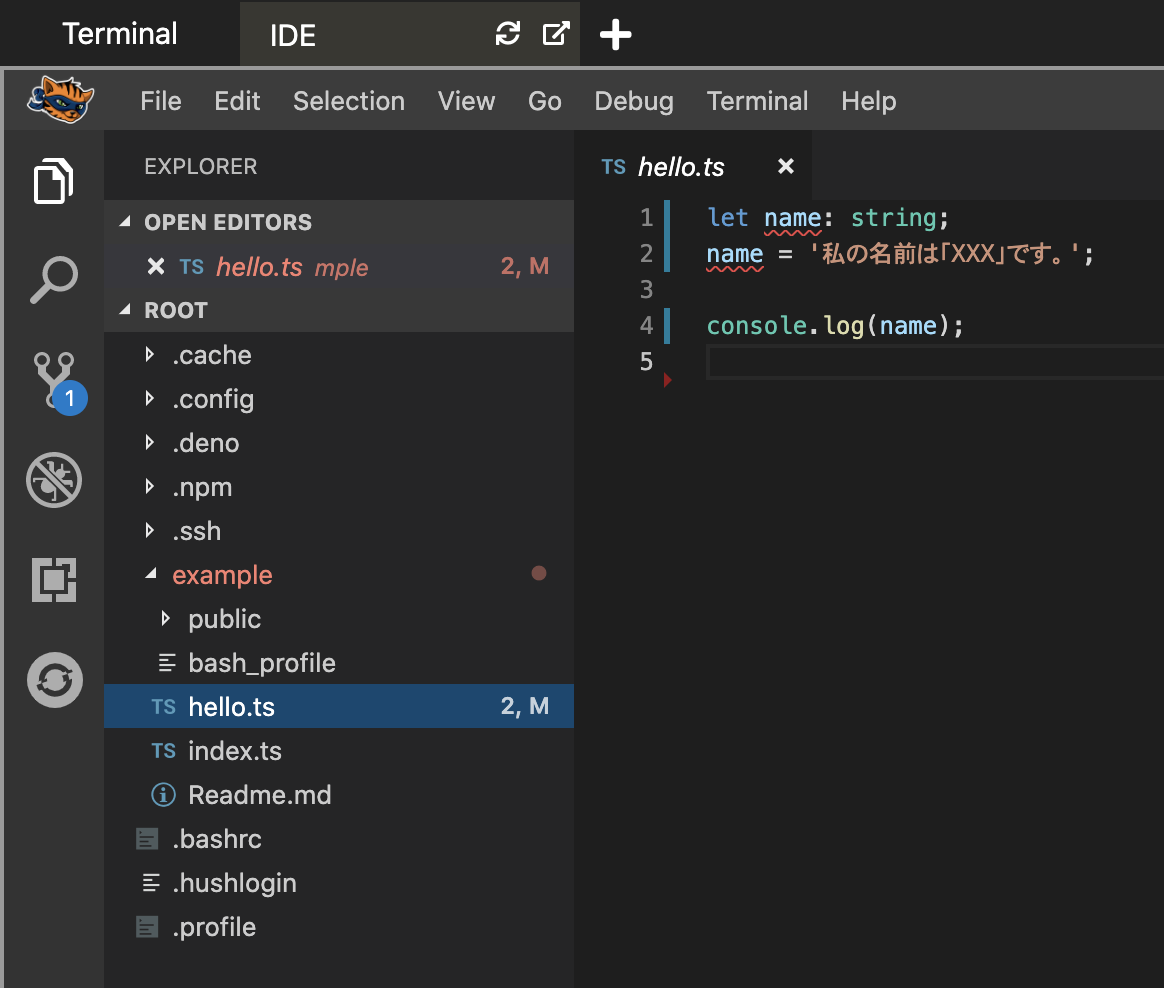 Terminal IDE
File Edit Selection View Go Debug Terminal Help
EXPLORER
OPEN EDITORS
TS hello.ts mple 2, M
ROOT
.cache
.config
.deno
.npm
.ssh
example
public
bash_profile
TS hello.ts 2, M
TS index.ts
Readme.md
.bashrc
.hushlogin
.profile
1
TS hello.ts
1 let name: string;
2 name = '私の名前は｢XXX｣です。';
3
4 console.log(name);
5